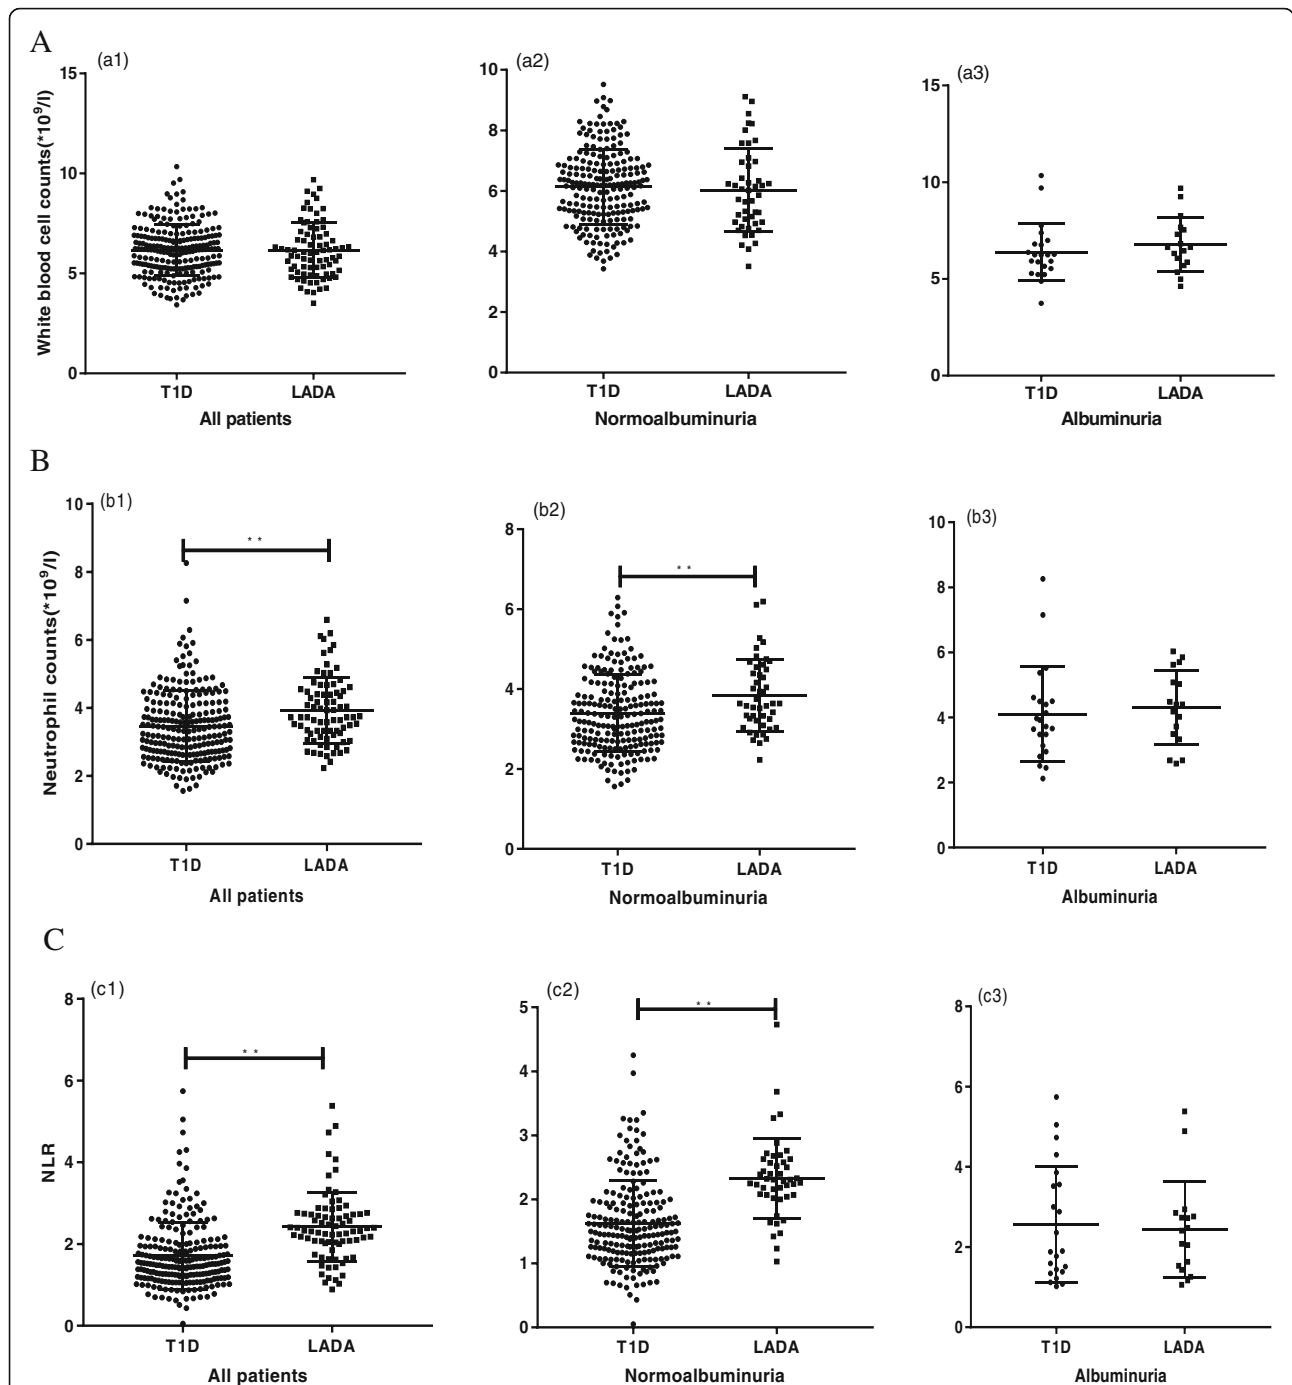 A
(a1)
(a2)
(a3)
15
10
5
0
White blood cell counts(*10^9/l)
T1D
LADA
All patients
10
8
6
4
2
0
T1D
LADA
Normoalbuminuria
15
10
5
0
T1D
LADA
Albuminuria
B
(b1)
(b2)
(b3)
10
8
6
4
2
0
Neutrophil counts(*10^9/l)
* *
T1D
LADA
All patients
8
6
4
2
0
* *
T1D
LADA
Normoalbuminuria
10
8
6
4
2
0
T1D
LADA
Albuminuria
C
(c1)
(c2)
(c3)
8
6
4
2
0
NLR
* *
T1D
LADA
All patients
5
4
3
2
1
0
* *
T1D
LADA
Normoalbuminuria
8
6
4
2
0
T1D
LADA
Albuminuria